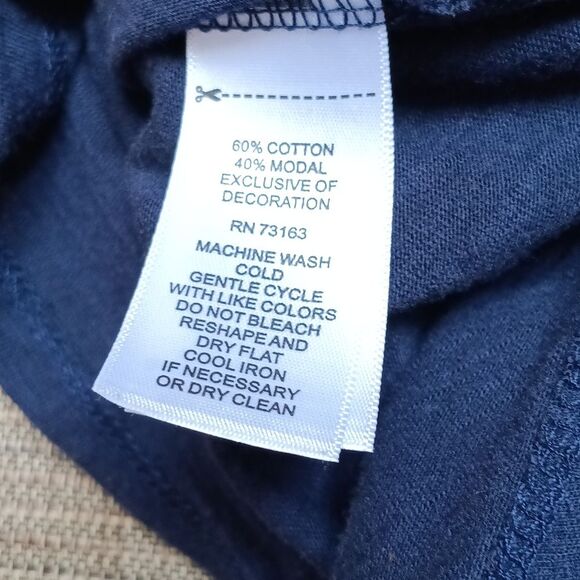 60% COTTON
40% MODAL
EXCLUSIVE OF
DECORATION
RN 73163
MACHINE WASH
COLD
GENTLE CYCLE
WITH LIKE COLORS
DO NOT BLEACH
RESHAPE AND
DRY FLAT
COOL IRON
IF NECESSARY
OR DRY CLEAN